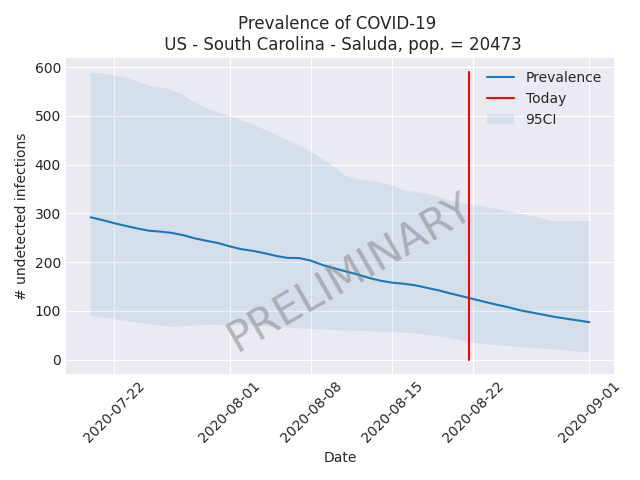 Prevalence of COVID-19
US - South Carolina - Saluda, pop. = 20473
600
500
400
300
200
100
0
# undetected infections
Prevalence
Today
95CI
PRELIMINARY
2020-07-22
2020-08-01
2020-08-08
2020-08-15
2020-08-22
2020-09-01
Date